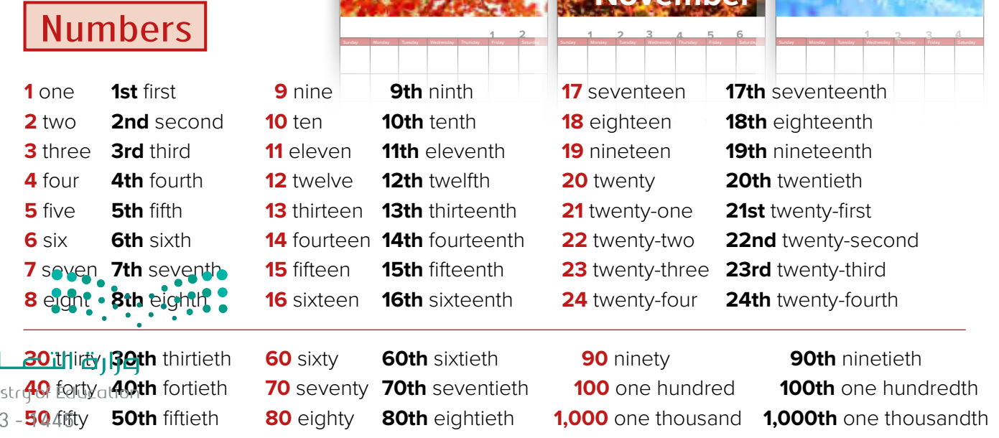 November
Numbers
1 2
1 2 3 4 5 6
1 2 3 4
Sunday Monday Tuesday Wednesday Thursday Friday Saturday
Sunday Monday Tuesday Wednesday Thursday Friday Saturday
Sunday Monday Tuesday Wednesday Thursday Friday Saturday
1 one 1st first
2 two 2nd second
3 three 3rd third
4 four 4th fourth
5 five 5th fifth
6 six 6th sixth
7 seven 7th seventh
8 eight 8th eighth
9 nine 9th ninth
10 ten 10th tenth
11 eleven 11th eleventh
12 twelve 12th twelfth
13 thirteen 13th thirteenth
14 fourteen 14th fourteenth
15 fifteen 15th fifteenth
16 sixteen 16th sixteenth
17 seventeen 17th seventeenth
18 eighteen 18th eighteenth
19 nineteen 19th nineteenth
20 twenty 20th twentieth
21 twenty-one 21st twenty-first
22 twenty-two 22nd twenty-second
23 twenty-three 23rd twenty-third
24 twenty-four 24th twenty-fourth
30 thirty 30th thirtieth
40 forty 40th fortieth
50 fifty 50th fiftieth
60 sixty 60th sixtieth
70 seventy 70th seventieth
80 eighty 80th eightieth
90 ninety 90th ninetieth
100 one hundred 100th one hundredth
1,000 one thousand 1,000th one thousandth
وزارة
stry of Education
3 - 1445